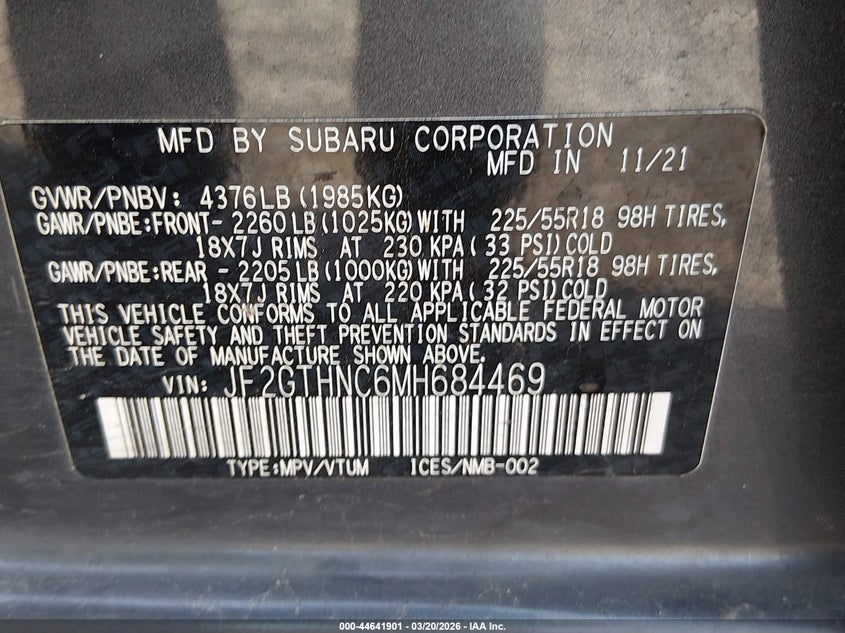 MFD BY SUBARU CORPORATION
MFD IN 11/21
GVWR/PNBV: 4376LB(1985KG)
GAWR/PNBE:FRONT- 2260LB(1025KG)WITH 225/55R18 98H TIRES,
18X7J RIMS AT 230 KPA(33 PSI)COLD
GAWR/PNBE:REAR - 2205LB(1000KG)WITH 225/55R18 98H TIRES,
18X7J RIMS AT 220 KPA(32 PSI)COLD
THIS VEHICLE CONFORMS TO ALL APPLICABLE FEDERAL MOTOR
VEHICLE SAFETY AND THEFT PREVENTION STANDARDS IN EFFECT ON
THE DATE OF MANUFACTURE SHOWN ABOVE.
VIN: JF2GTHNC6MH684469
TYPE:MPV/VTUM ICES/NMB-002
000-44641901 - 03/20/2026 - IAA Inc.